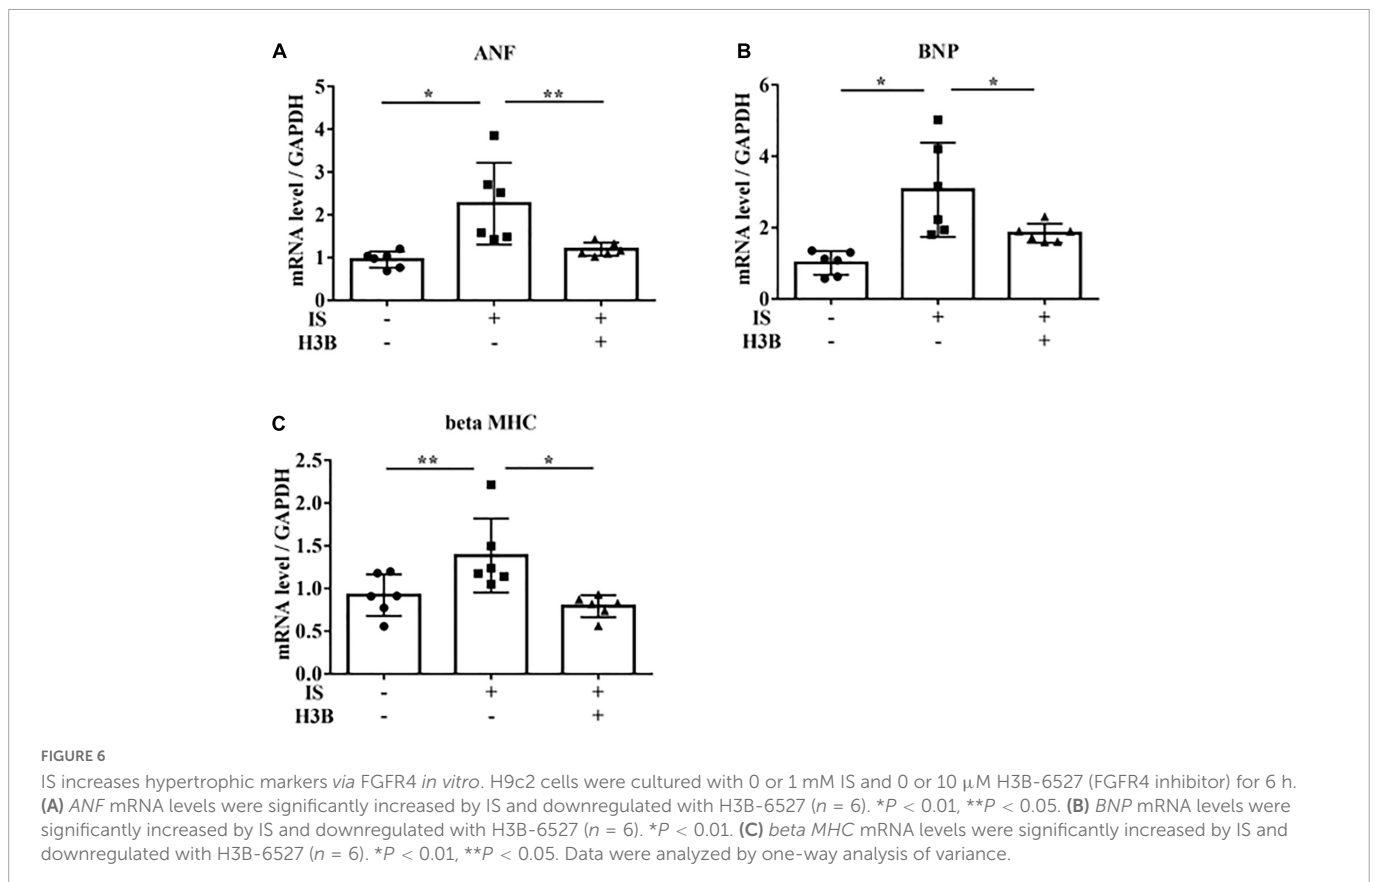 A
ANF
* **
mRNA level / GAPDH
5
4
3
2
1
0
IS - + +
H3B - - +
B
BNP
* *
mRNA level / GAPDH
6
4
2
0
IS - + +
H3B - - +
C
beta MHC
** *
mRNA level / GAPDH
2.5
2.0
1.5
1.0
0.5
0.0
IS - + +
H3B - - +
FIGURE 6
IS increases hypertrophic markers via FGFR4 in vitro. H9c2 cells were cultured with 0 or 1 mM IS and 0 or 10 μM H3B-6527 (FGFR4 inhibitor) for 6 h.
(A) ANF mRNA levels were significantly increased by IS and downregulated with H3B-6527 (n = 6). *P < 0.01, **P < 0.05. (B) BNP mRNA levels were
significantly increased by IS and downregulated with H3B-6527 (n = 6). *P < 0.01. (C) beta MHC mRNA levels were significantly increased by IS and
downregulated with H3B-6527 (n = 6). *P < 0.01, **P < 0.05. Data were analyzed by one-way analysis of variance.